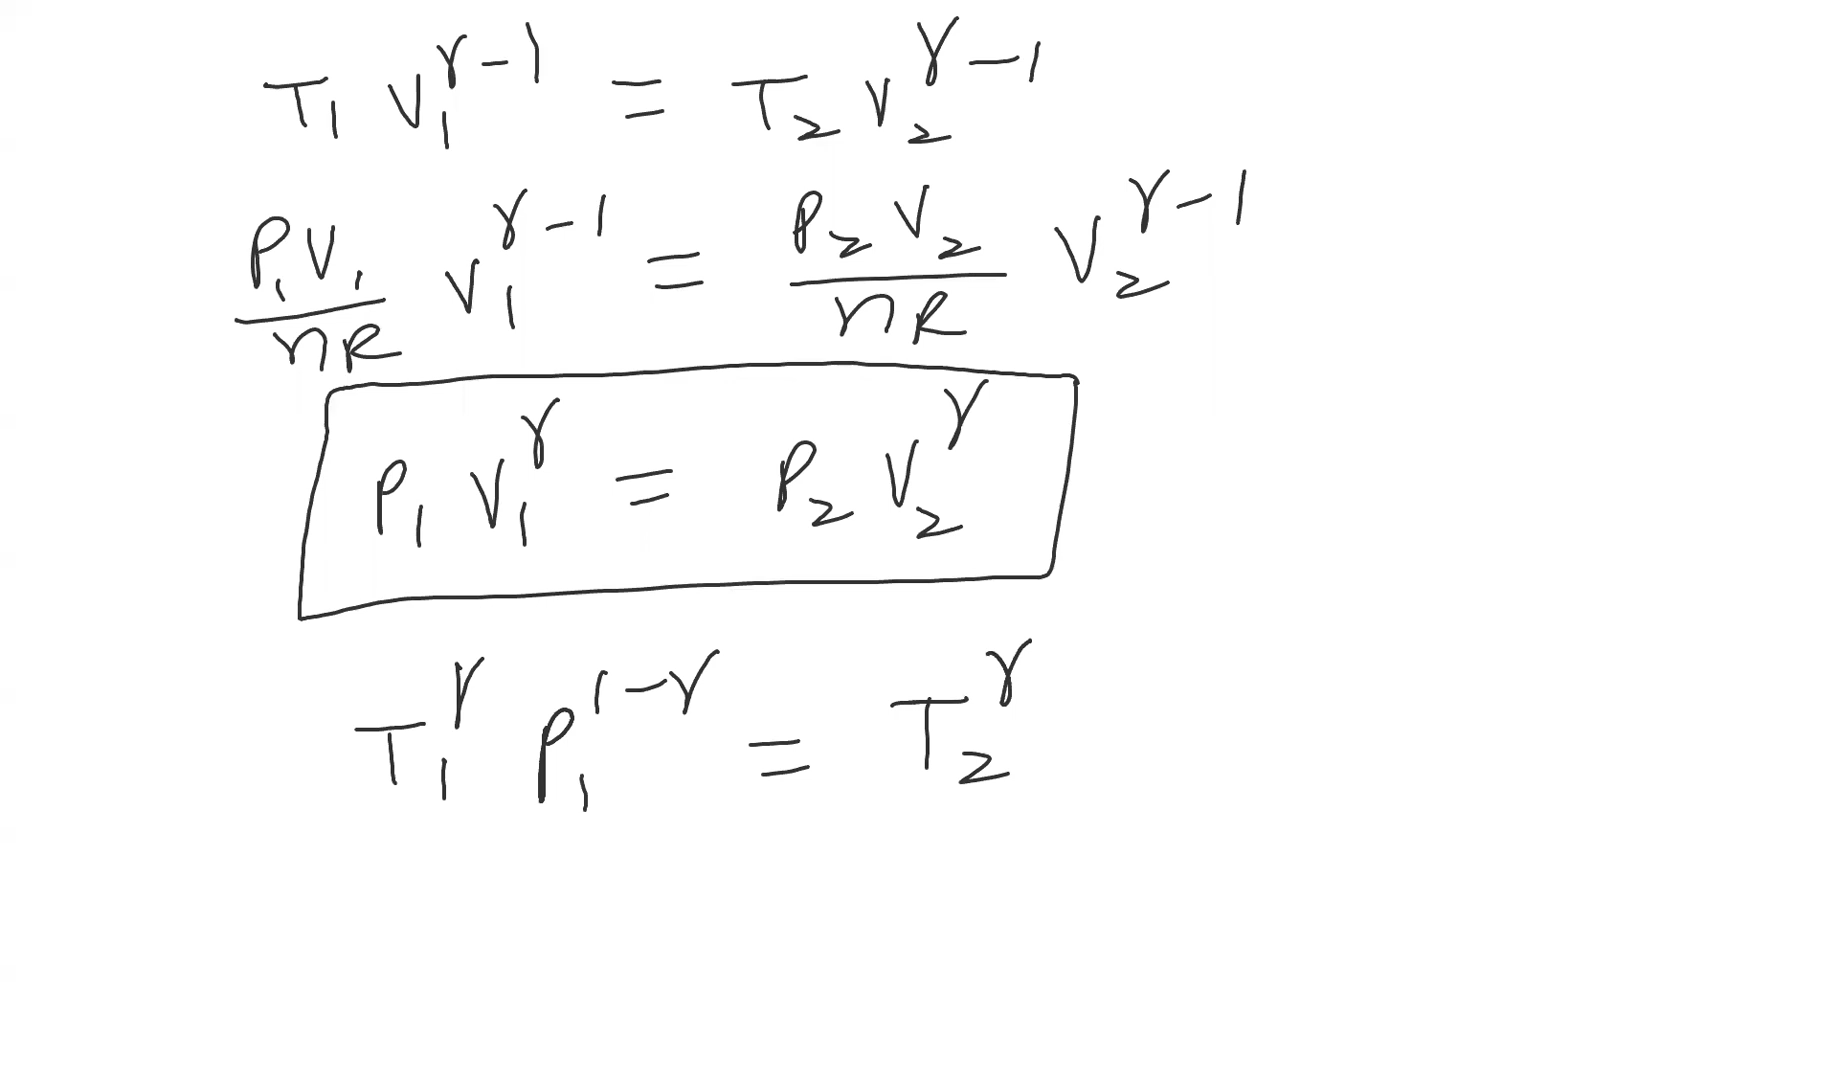 T₁ V₁^(γ-1) = T₂ V₂^(γ-1)
(P₁V₁)/(nR) V₁^(γ-1) = (P₂V₂)/(nR) V₂^(γ-1)
P₁ V₁^γ = P₂ V₂^γ
T₁^γ P₁^(1-γ) = T₂^γ